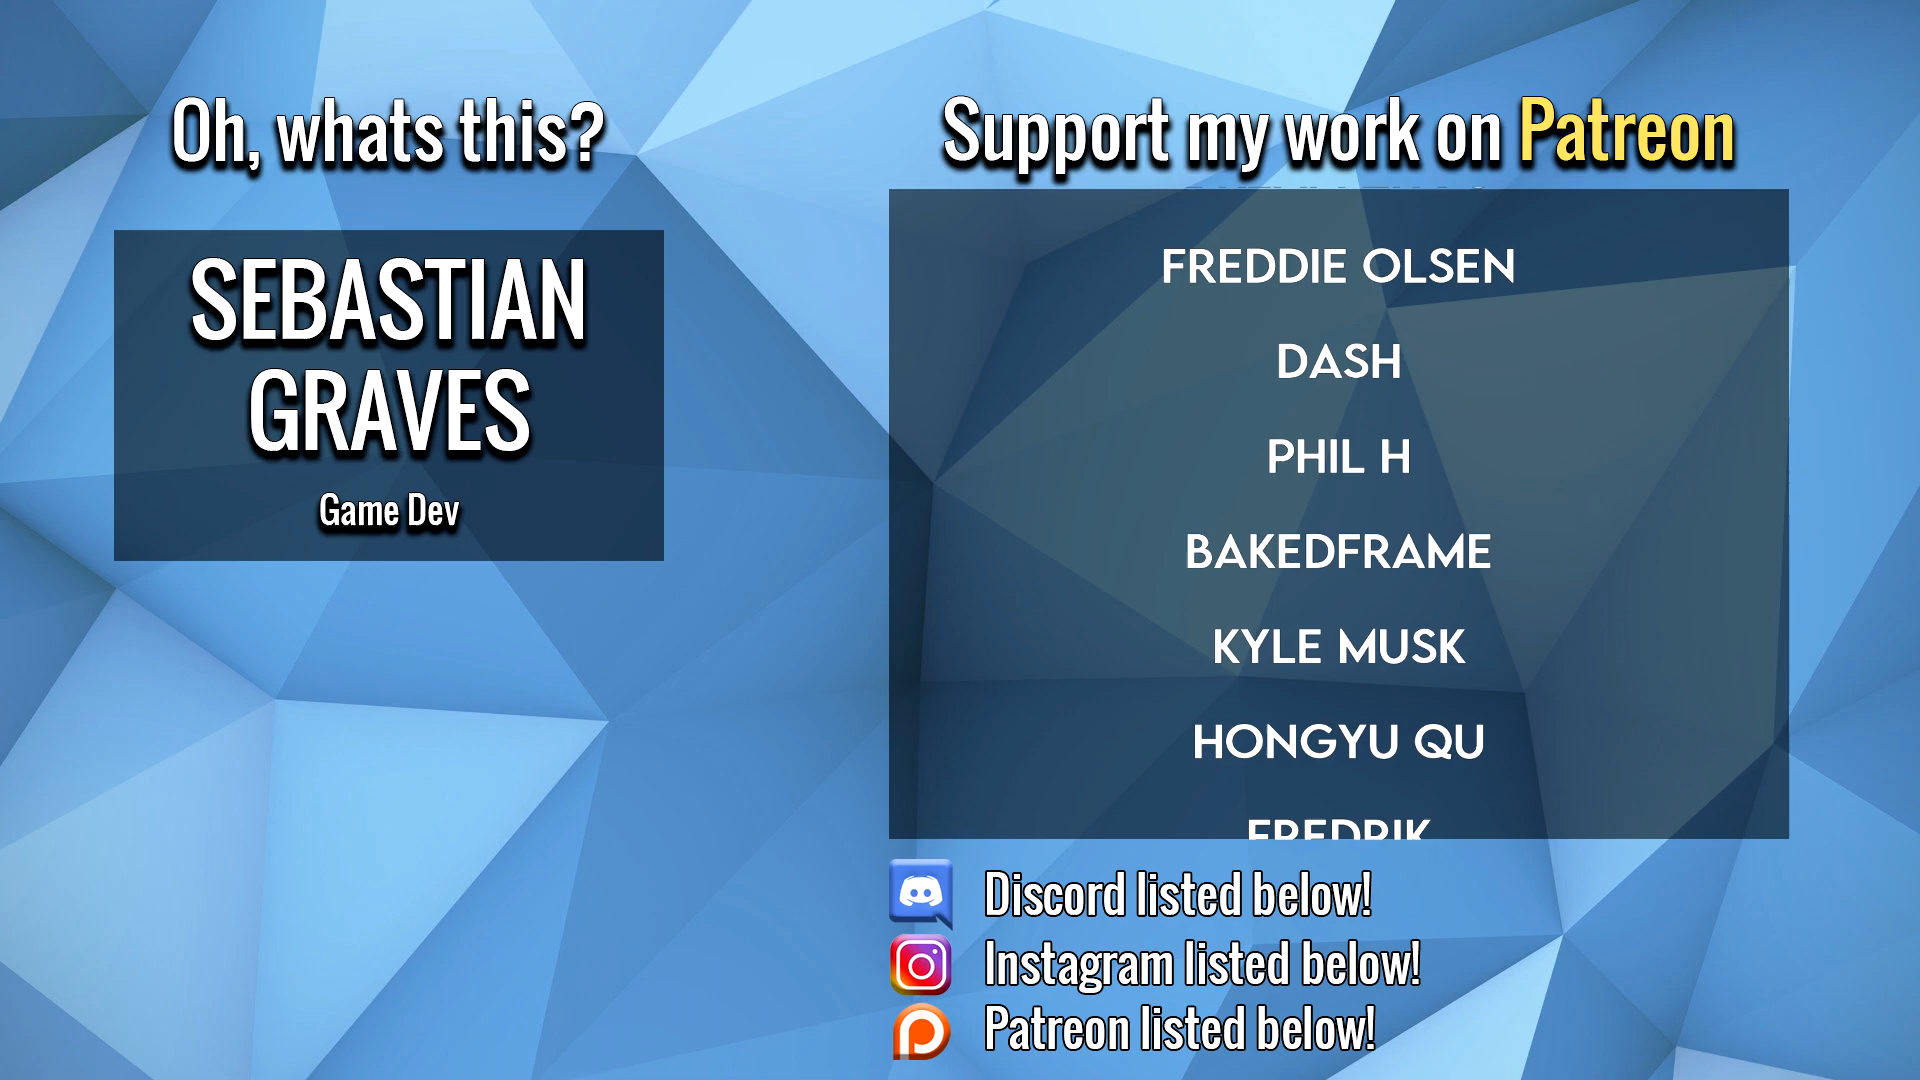 Oh, whats this?
SEBASTIAN
GRAVES
Game Dev
Support my work on Patreon
FREDDIE OLSEN
DASH
PHIL H
BAKEDFRAME
KYLE MUSK
HONGYU QU
FREDRIK
Discord listed below!
Instagram listed below!
Patreon listed below!